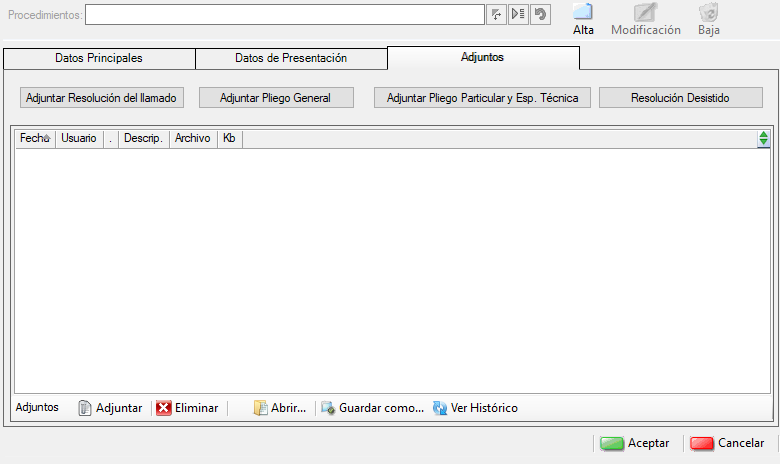 Procedimientos:
Alta Modificación Baja
Datos Principales Datos de Presentación Adjuntos
Adjuntar Resolución del llamado Adjuntar Pliego General Adjuntar Pliego Particular y Esp. Técnica Resolución Desistido
Fecha Usuario . Descrip. Archivo Kb
Adjuntos Adjuntar Eliminar Abrir... Guardar como... Ver Histórico
Aceptar Cancelar